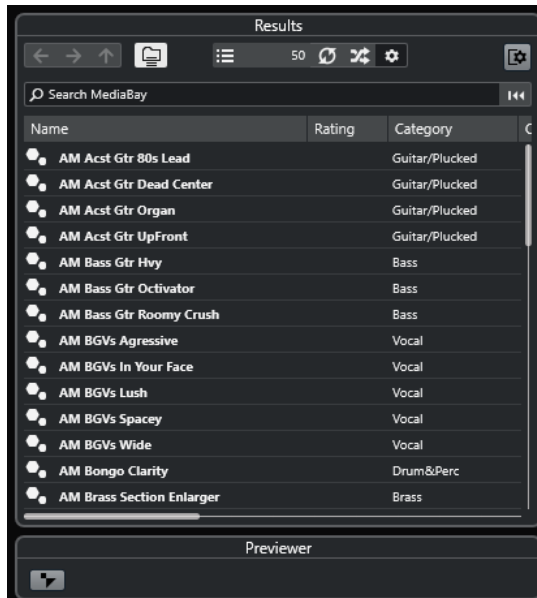 Results
50
Search MediaBay
Name Rating Category C
AM Acst Gtr 80s Lead Guitar/Plucked
AM Acst Gtr Dead Center Guitar/Plucked
AM Acst Gtr Organ Guitar/Plucked
AM Acst Gtr UpFront Guitar/Plucked
AM Bass Gtr Hvy Bass
AM Bass Gtr Octivator Bass
AM Bass Gtr Roomy Crush Bass
AM BGVs Agressive Vocal
AM BGVs In Your Face Vocal
AM BGVs Lush Vocal
AM BGVs Spacey Vocal
AM BGVs Wide Vocal
AM Bongo Clarity Drum&Perc
AM Brass Section Enlarger Brass
Previewer